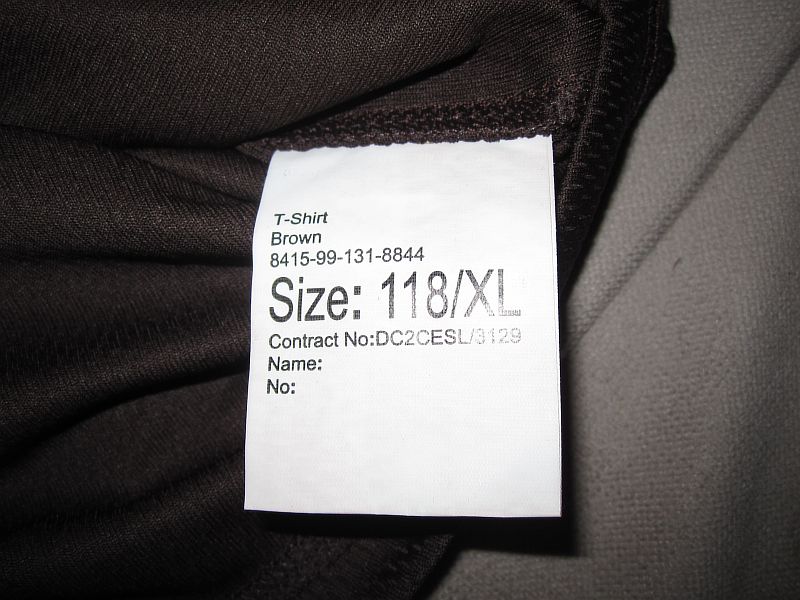 T-Shirt
Brown
8415-99-131-8844
Size: 118/XL
Contract No:DC2CESL/3129
Name:
No: